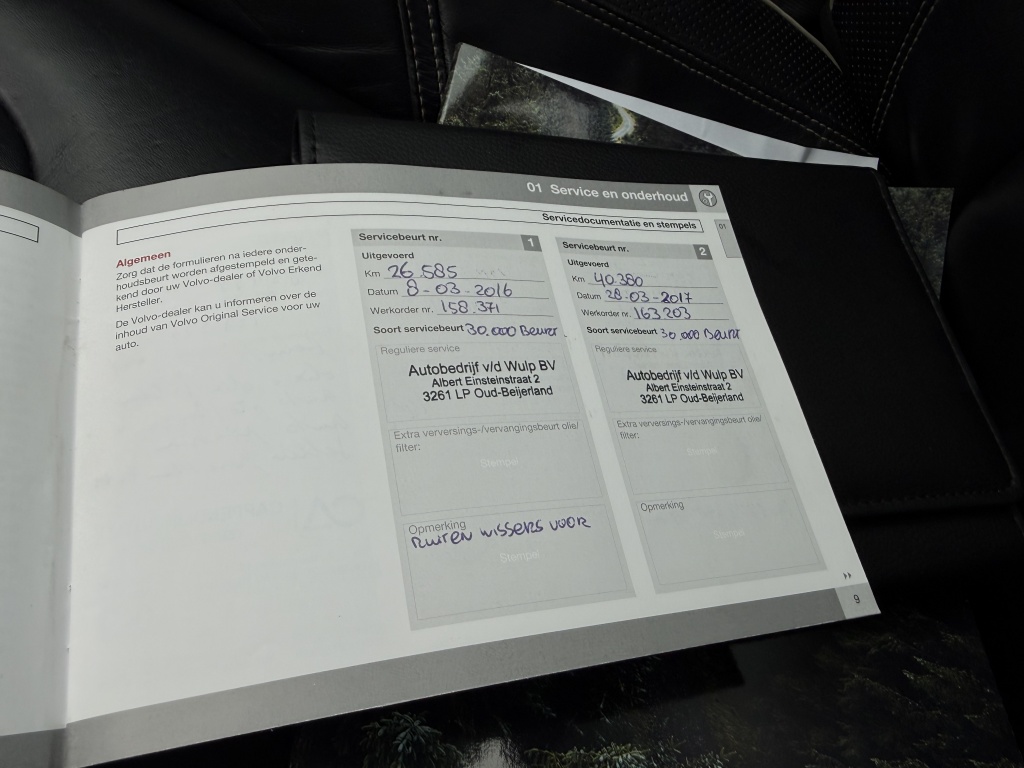 01 Service en onderhoud
Servicedocumentatie en stempels
01
Algemeen
Zorg dat de formulieren na iedere onder-
houdsbeurt worden afgestempeld en gete-
kend door uw Volvo-dealer of Volvo Erkend
Hersteller.
De Volvo-dealer kan u informeren over de
inhoud van Volvo Original Service voor uw
auto.
Servicebeurt nr. 1
Uitgevoerd
Km 26.585
Datum 8-03-2016
Werkorder nr. 158.371
Soort servicebeurt 30.000 Beurt.
Reguliere service
Autobedrijf v/d Wulp BV
Albert Einsteinstraat 2
3261 LP Oud-Beijerland
Extra verversings-/vervangingsbeurt olie/
filter:
Stempel
Opmerking
Ruiten wissers voor
Stempel
Servicebeurt nr. 2
Uitgevoerd
Km 40.380
Datum 28-03-2017
Werkorder nr. 163203
Soort servicebeurt 30.000 Beurt
Reguliere service
Autobedrijf v/d Wulp BV
Albert Einsteinstraat 2
3261 LP Oud-Beijerland
Extra verversings-/vervangingsbeurt olie/
filter:
Stempel
Opmerking
Stempel
9